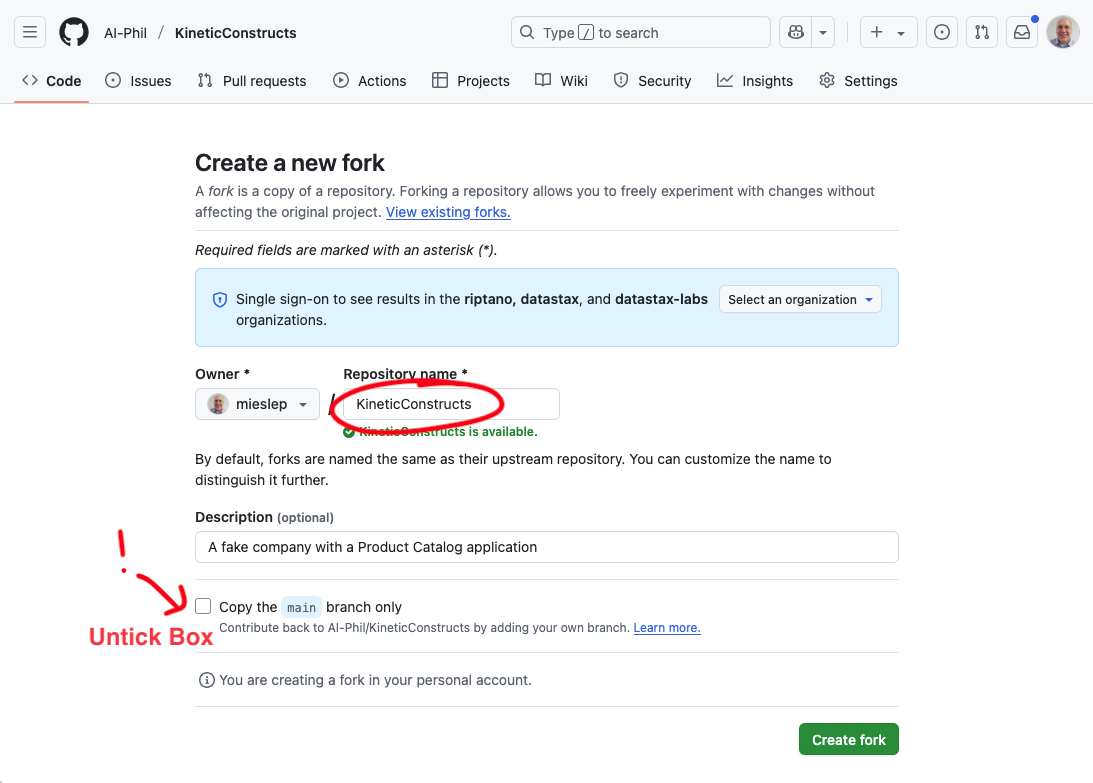 AI-Phil / KineticConstructs
Type / to search
Code Issues Pull requests Actions Projects Wiki Security Insights Settings
Create a new fork
A fork is a copy of a repository. Forking a repository allows you to freely experiment with changes without
affecting the original project. View existing forks.
Required fields are marked with an asterisk (*).
Single sign-on to see results in the riptano, datastax, and datastax-labs
organizations.
Select an organization
Owner * Repository name *
mieslep / KineticConstructs
KineticConstructs is available.
By default, forks are named the same as their upstream repository. You can customize the name to
distinguish it further.
Description (optional)
A fake company with a Product Catalog application
!
Copy the main branch only
Untick Box
Contribute back to AI-Phil/KineticConstructs by adding your own branch. Learn more.
You are creating a fork in your personal account.
Create fork